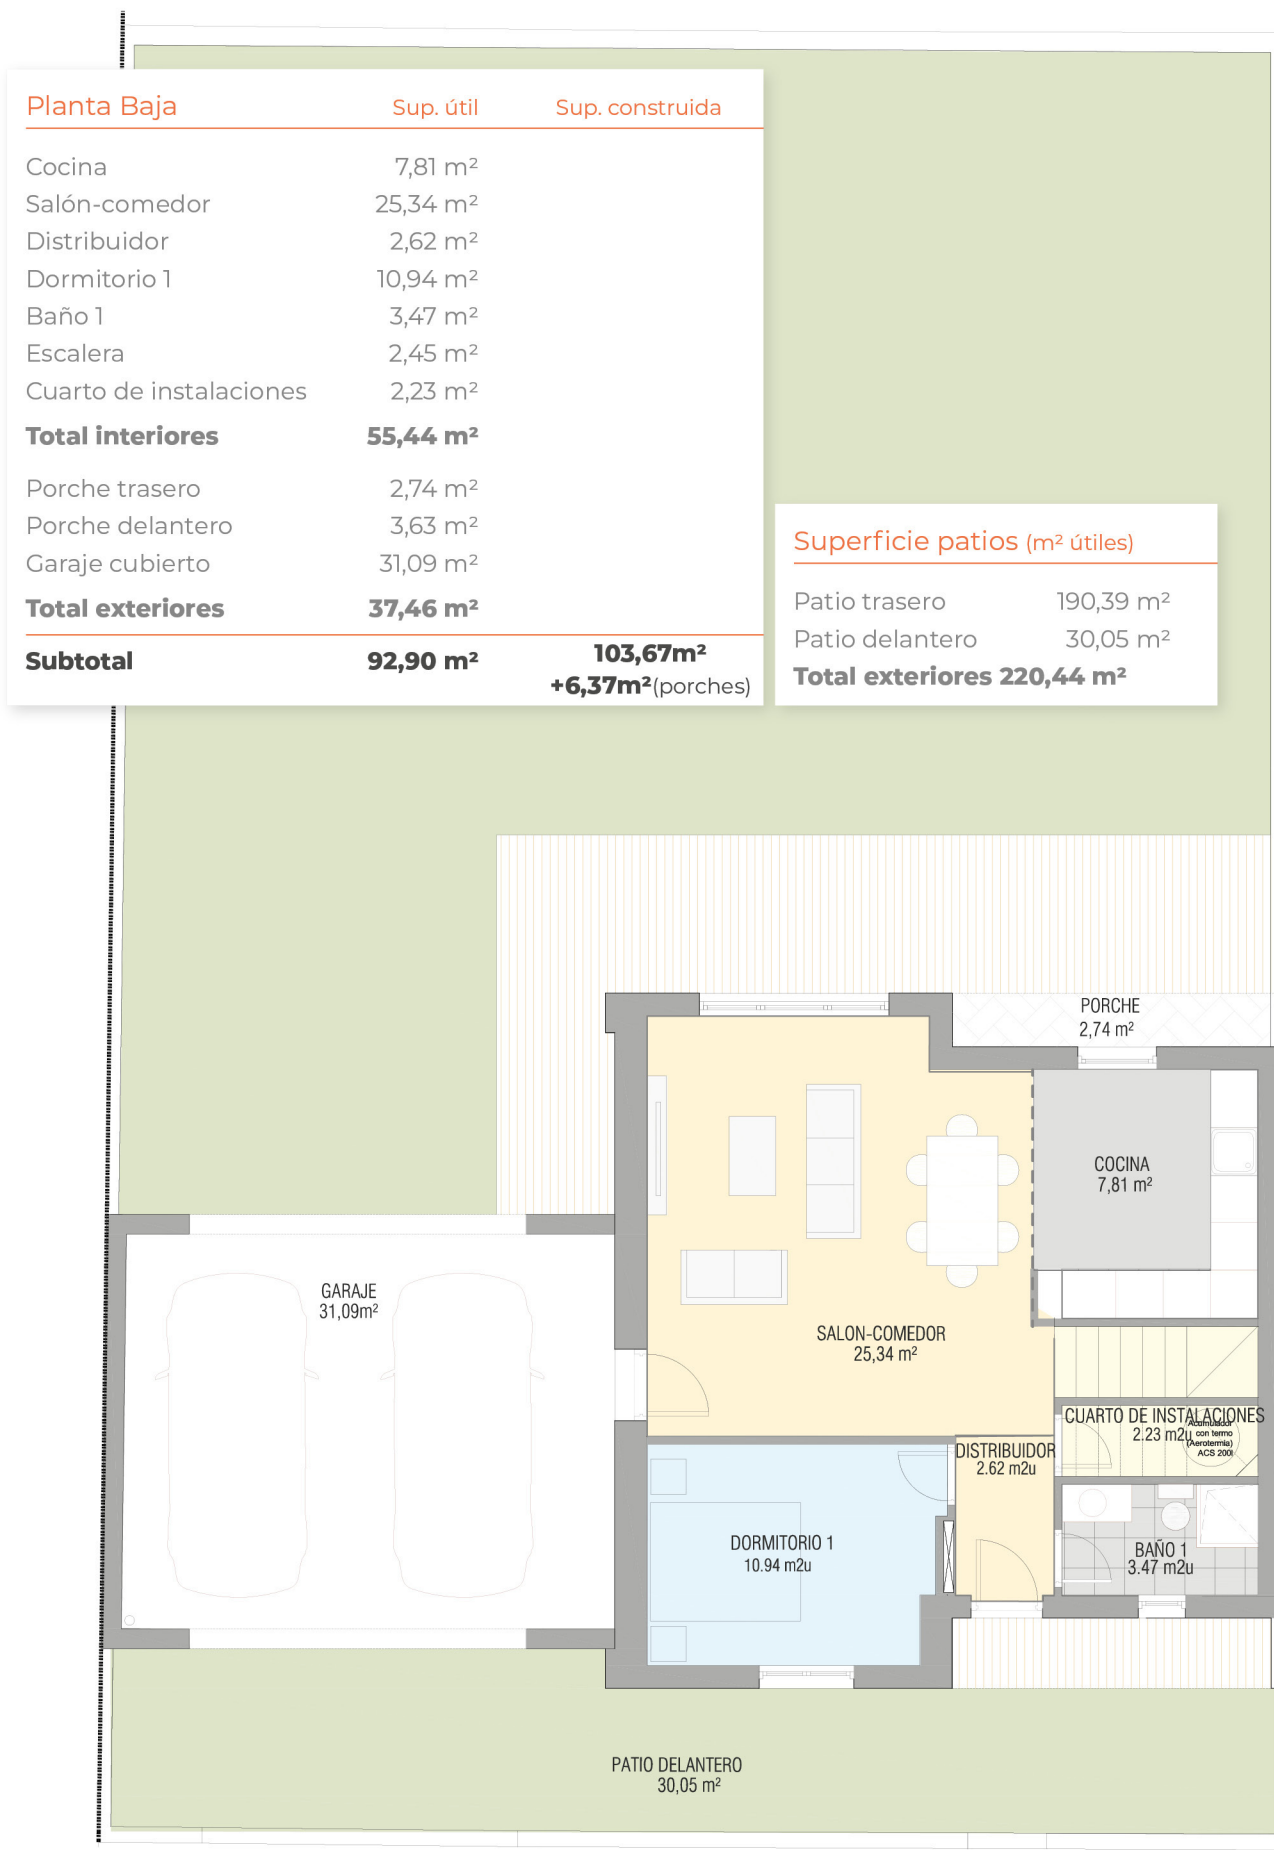 Planta Baja Sup. útil Sup. construida
Cocina 7,81 m²
Salón-comedor 25,34 m²
Distribuidor 2,62 m²
Dormitorio 1 10,94 m²
Baño 1 3,47 m²
Escalera 2,45 m²
Cuarto de instalaciones 2,23 m²
Total interiores 55,44 m²
Porche trasero 2,74 m²
Porche delantero 3,63 m²
Garaje cubierto 31,09 m²
Total exteriores 37,46 m²
Subtotal 92,90 m² 103,67m²
+6,37m²(porches)
Superficie patios (m² útiles)
Patio trasero 190,39 m²
Patio delantero 30,05 m²
Total exteriores 220,44 m²
PORCHE
2,74 m²
COCINA
7,81 m²
GARAJE
31,09m²
SALON-COMEDOR
25,34 m²
CUARTO DE INSTALACIONES
2.23 m2u
Acumulador
con termo
(Aerotermia)
ACS 200l
DISTRIBUIDOR
2.62 m2u
DORMITORIO 1
10.94 m2u
BAÑO 1
3.47 m2u
PATIO DELANTERO
30,05 m²